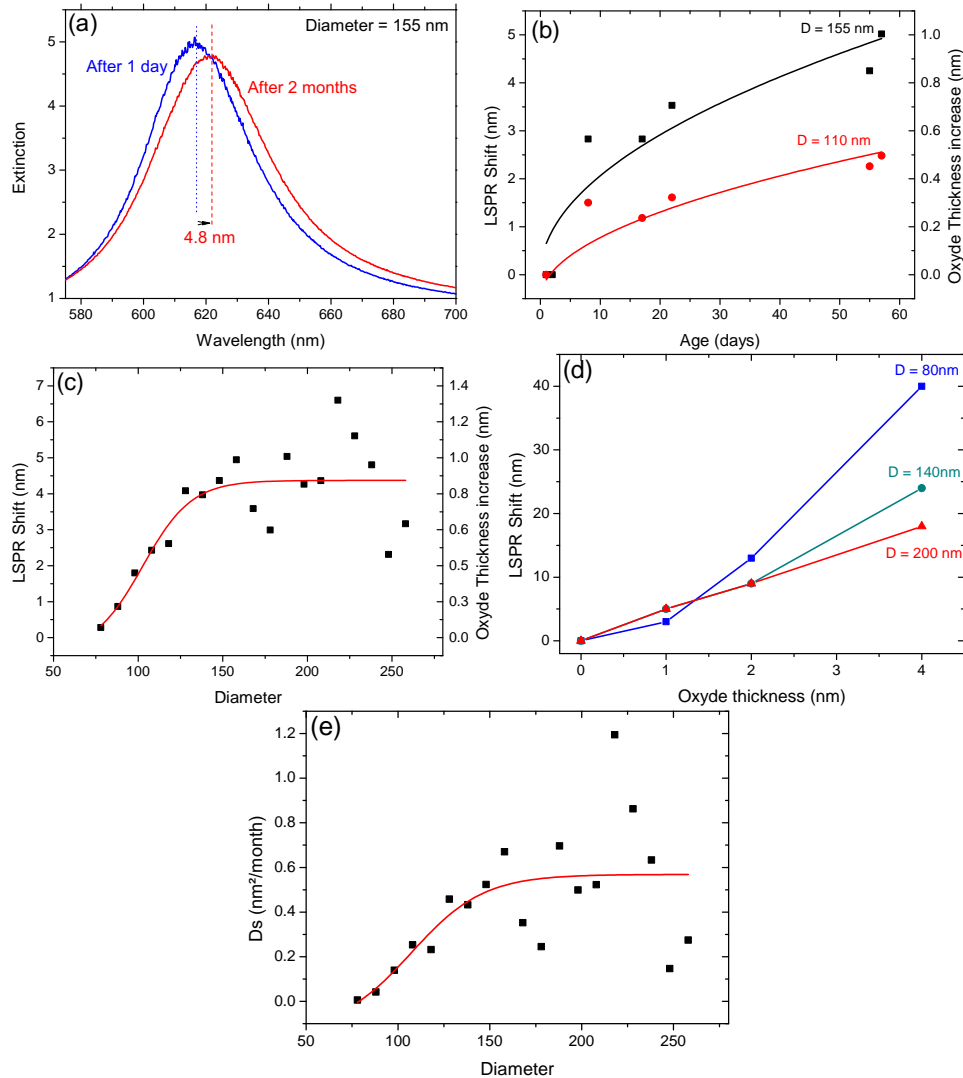 (a)
Diameter = 155 nm
After 1 day
After 2 months
4.8 nm
Extinction
5
4
3
2
1
580 600 620 640 660 680 700
Wavelength (nm)
(b)
D = 155 nm
D = 110 nm
LSPR Shift (nm)
5
4
3
2
1
0
Oxyde Thickness increase (nm)
1.0
0.8
0.6
0.4
0.2
0.0
0 10 20 30 40 50 60
Age (days)
(c)
LSPR Shift (nm)
7
6
5
4
3
2
1
0
Oxyde Thickness increase (nm)
1.4
1.2
1.0
0.8
0.5
0.3
0.0
50 100 150 200 250
Diameter
(d)
D = 80nm
D = 140nm
D = 200 nm
LSPR Shift (nm)
40
30
20
10
0
0 1 2 3 4
Oxyde thickness (nm)
(e)
Ds (nm²/month)
1.2
1.0
0.8
0.6
0.4
0.2
0.0
50 100 150 200 250
Diameter